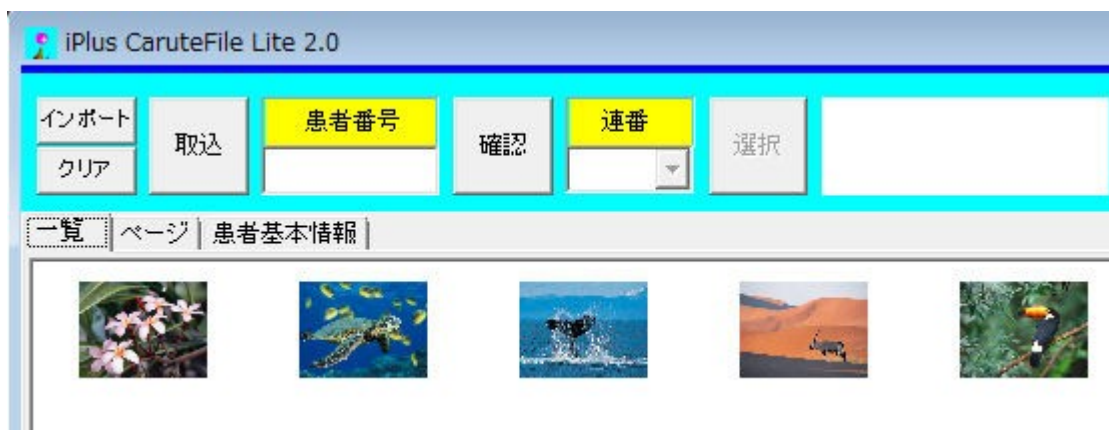 iPlus CaruteFile Lite 2.0
インポート
クリア
取込
患者番号
確認
連番
選択
一覧
ページ
患者基本情報